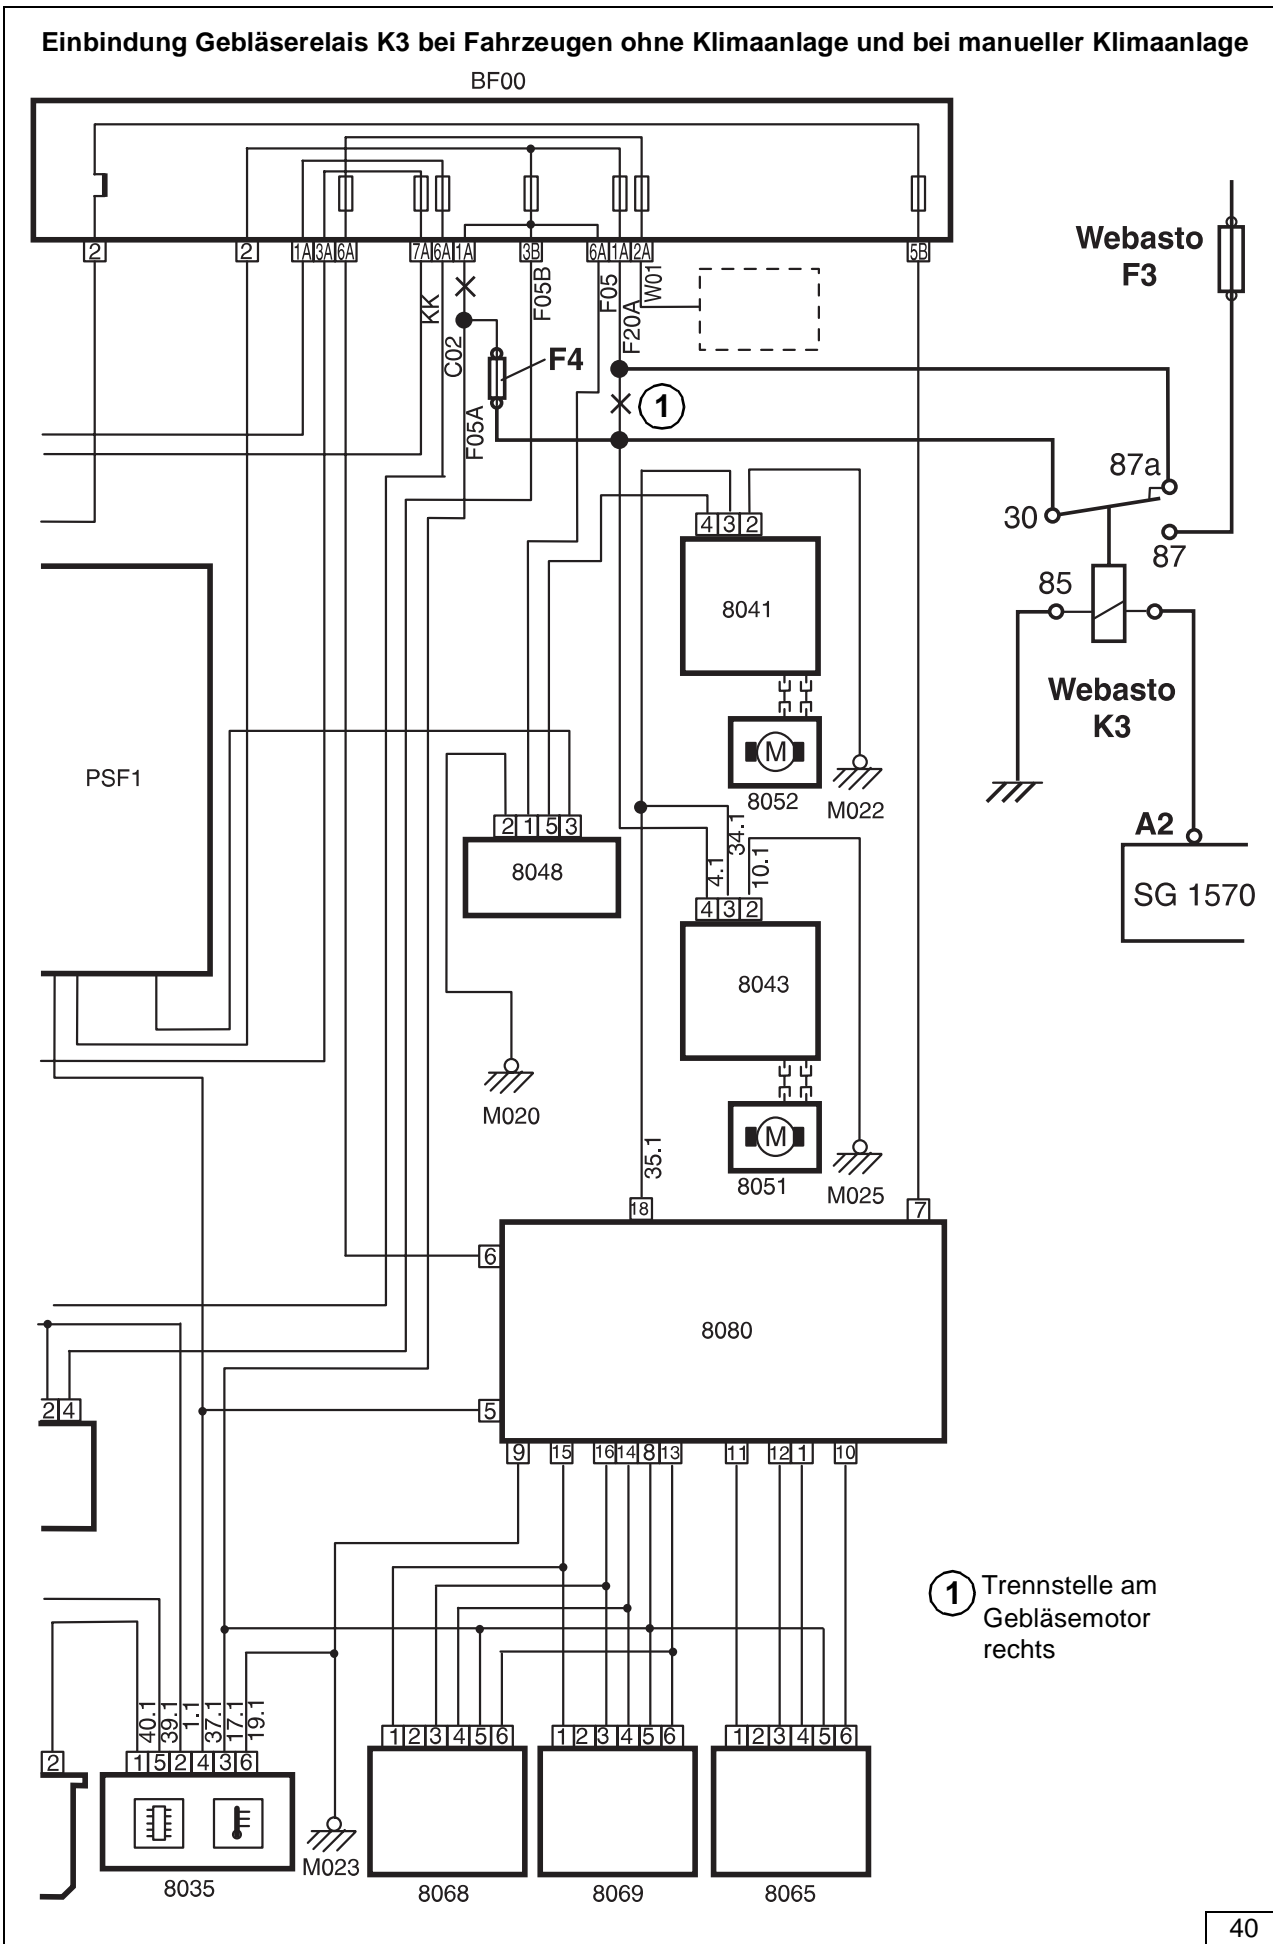 Einbindung Gebläserelais K3 bei Fahrzeugen ohne Klimaanlage und bei manueller Klimaanlage
BF00
2 2 1A 3A 6A 7A 6A 1A 3B 6A 1A 2A 5B
Webasto
F3
KK
C02
F05A
F05B
F05
F20A
W01
F4
1
87a
30
87
85
4 3 2
8041
Webasto
K3
M
8052
M022
PSF1
34.1
4.1
10.1
A2
SG 1570
2 1 5 3
8048
4 3 2
8043
M020
M
8051
M025
35.1
18
7
6
8080
5
2 4
9 15 16 14 8 13 11 12 1 10
1 Trennstelle am
Gebläsemotor
rechts
40.1
39.1
1.1
37.1
17.1
19.1
2
1 5 2 4 3 6
1 2 3 4 5 6
1 2 3 4 5 6
1 2 3 4 5 6
M023
8035
8068
8069
8065
40